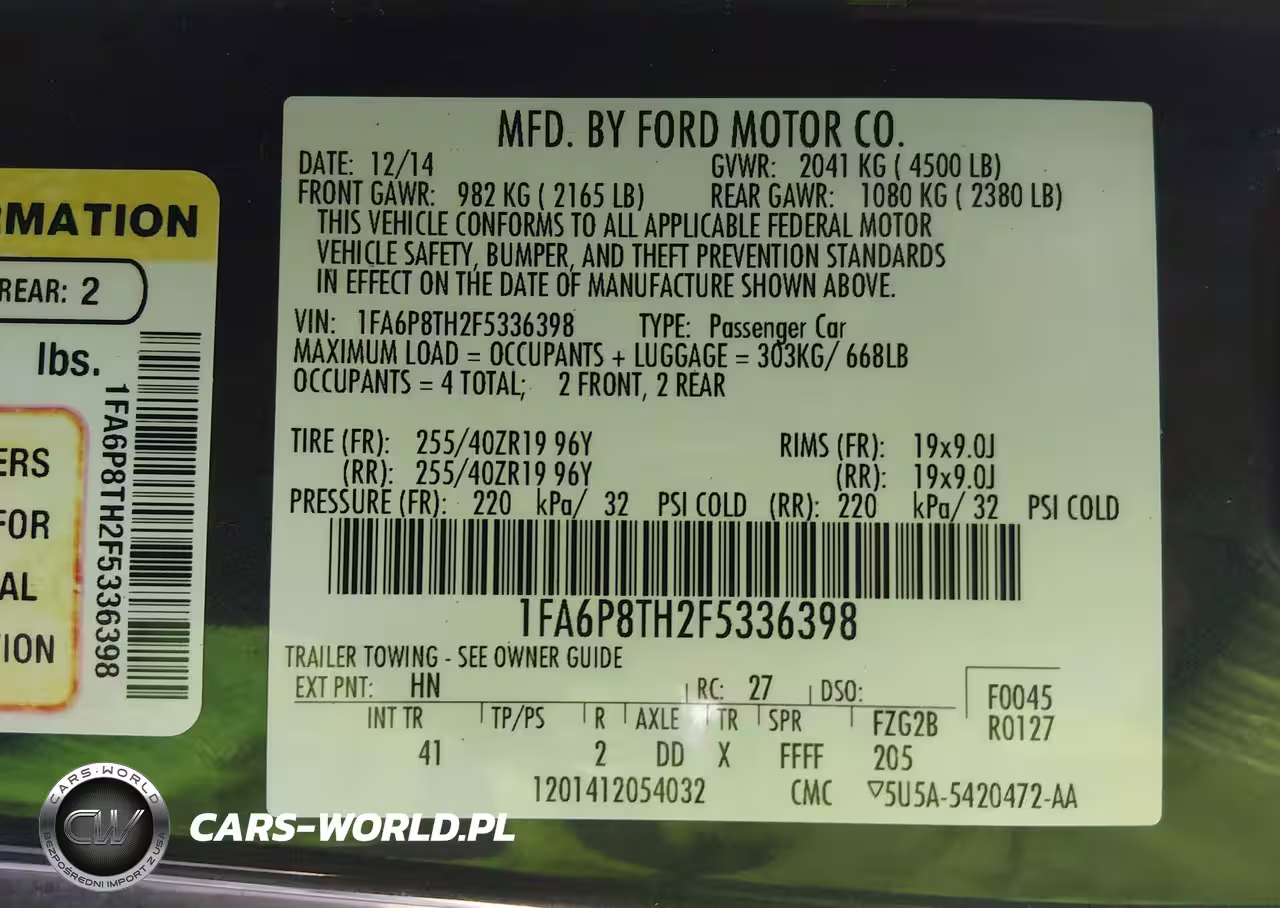 MFD. BY FORD MOTOR CO.
DATE: 12/14 GVWR: 2041 KG ( 4500 LB)
FRONT GAWR: 982 KG ( 2165 LB) REAR GAWR: 1080 KG ( 2380 LB)
THIS VEHICLE CONFORMS TO ALL APPLICABLE FEDERAL MOTOR
VEHICLE SAFETY, BUMPER, AND THEFT PREVENTION STANDARDS
IN EFFECT ON THE DATE OF MANUFACTURE SHOWN ABOVE.
VIN: 1FA6P8TH2F5336398 TYPE: Passenger Car
MAXIMUM LOAD = OCCUPANTS + LUGGAGE = 303KG/ 668LB
OCCUPANTS = 4 TOTAL; 2 FRONT, 2 REAR
TIRE (FR): 255/40ZR19 96Y RIMS (FR): 19x9.0J
(RR): 255/40ZR19 96Y (RR): 19x9.0J
PRESSURE (FR): 220 kPa/ 32 PSI COLD (RR): 220 kPa/ 32 PSI COLD
1FA6P8TH2F5336398
TRAILER TOWING - SEE OWNER GUIDE
EXT PNT: HN RC: 27 DSO: F0045
INT TR TP/PS R AXLE TR SPR FZG2B R0127
41 2 DD X FFFF 205
1201412054032 CMC ▽5U5A-5420472-AA
RMATION
REAR: 2
lbs.
1FA6P8TH2F5336398
ERS
FOR
AL
ION
CARS-WORLD
CW
BEZPOŚREDNI IMPORT Z USA
CARS-WORLD.PL